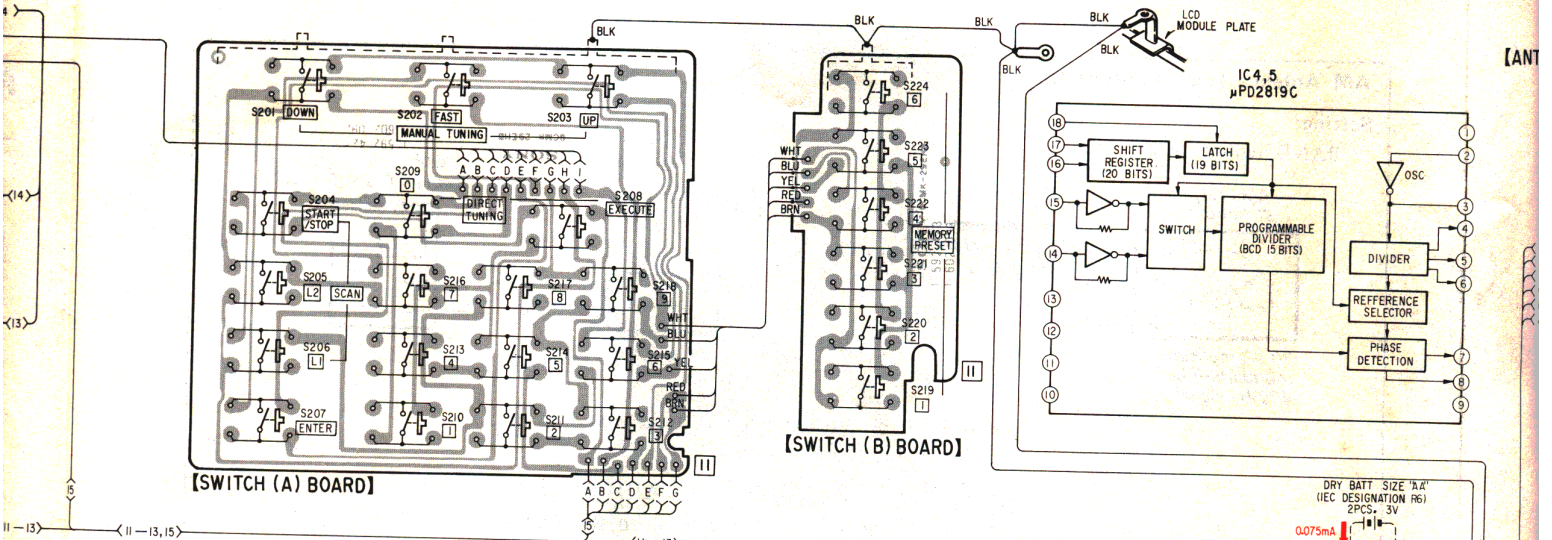 BLK
BLK
BLK
BLK
BLK
BLK
LCD
MODULE PLATE
[ANT
IC4,5
μPD2819C
S201 DOWN
S202 FAST
S203 UP
MANUAL TUNING
A B C D E F G H I
S209
0
DIRECT
TUNING
S208
EXECUTE
S204
START
/STOP
S205
L2
SCAN
S206
L1
S207
ENTER
S216
7
S217
8
S218
9
S213
4
S214
5
S215
6
S210
1
S211
2
S212
3
WHT
BLU
YEL
RED
BRN
11
A B C D E F G
15
[SWITCH (A) BOARD]
WHT
BLU
YEL
RED
BRN
S224
6
S223
5
S222
4
MEMORY
PRESET
S221
3
S220
2
S219
1
11
[SWITCH (B) BOARD]
18
17
16
15
14
13
12
11
10
SHIFT
REGISTER
(20 BITS)
LATCH
(19 BITS)
SWITCH
PROGRAMMABLE
DIVIDER
(BCD 15 BITS)
OSC
DIVIDER
REFFERENCE
SELECTOR
PHASE
DETECTION
1
2
3
4
5
6
7
8
9
4
14
13
15
11—13
11—13,15
DRY BATT SIZE "AA"
(IEC DESIGNATION R6)
2PCS. 3V
0.075mA